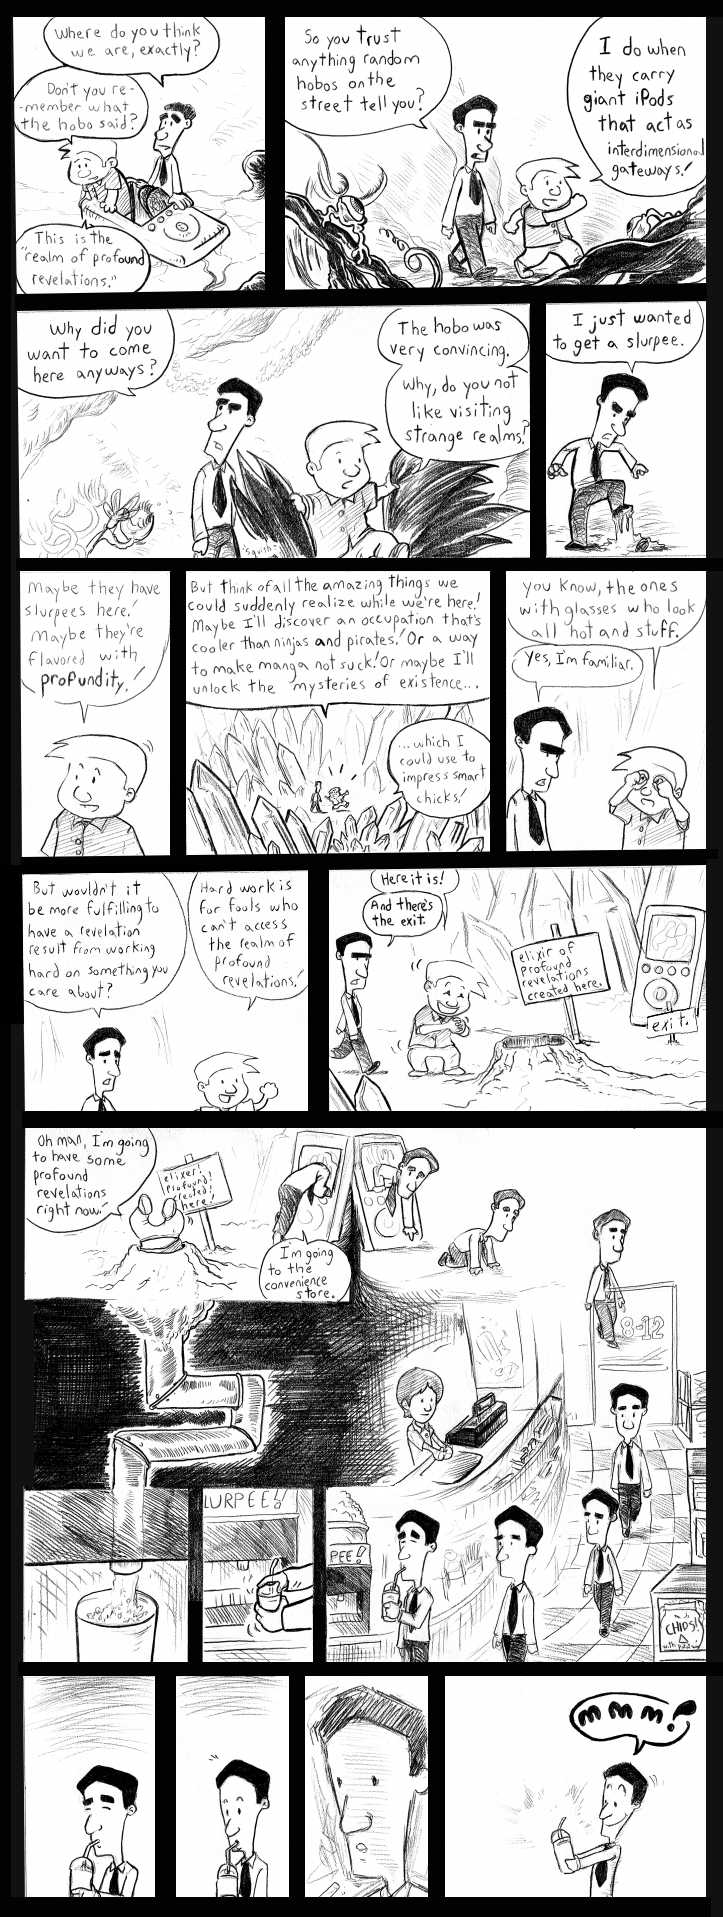 Where do you think
we are, exactly?
Don't you re-
-member what
the hobo said?
This is the
"realm of profound
revelations."
So you trust
anything random
hobos on the
street tell you?
I do when
they carry
giant iPods
that act as
interdimensional
gateways!
Why did you
want to come
here anyways?
The hobo was
very convincing.
Why, do you not
like visiting
strange realms?
"squish"
I just wanted
to get a slurpee.
Maybe they have
slurpees here!
Maybe they're
flavored with
profundity!
But think of all the amazing things we
could suddenly realize while we're here!
Maybe I'll discover an occupation that's
cooler than ninjas and pirates! Or a way
to make manga not suck! Or maybe I'll
unlock the mysteries of existence...
...which I
could use to
impress smart
chicks!
you know, the ones
with glasses who look
all hot and stuff.
Yes, I'm familiar.
But wouldn't it
be more fulfilling to
have a revelation
result from working
hard on something you
care about?
Hard work is
for fools who
can't access
the realm of
profound
revelations!
Here it is!
And there's
the exit.
elixir of
profound
revelations
created here.
exit.
Oh man, I'm going
to have some
profound
revelations
right now!
elixer!
profound!
created!
here!
I'm going
to the
convenience
store.
8-12
LURPEE!
PEE!
CHIPS!
mmm!